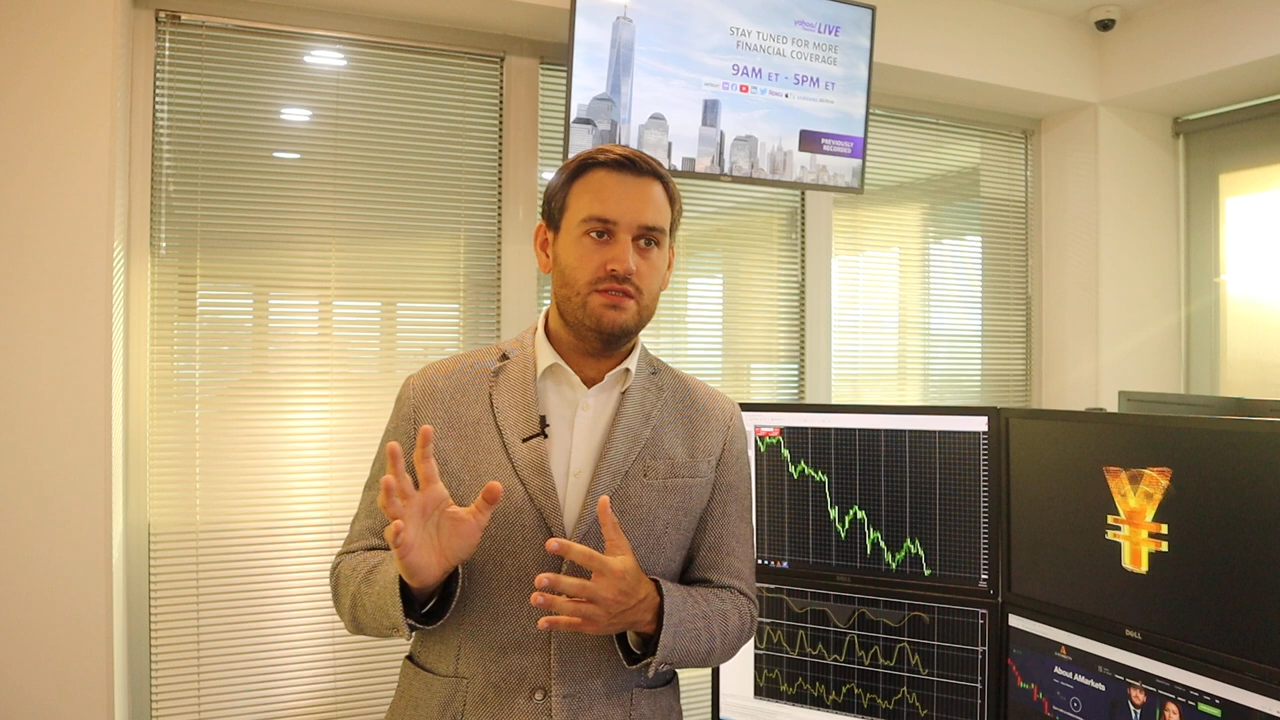 yahoo! LIVE
STAY TUNED FOR MORE
FINANCIAL COVERAGE
9AM ET - 5PM ET
PREVIOUSLY
RECORDED
DELL
¥
DELL
About AMarkets